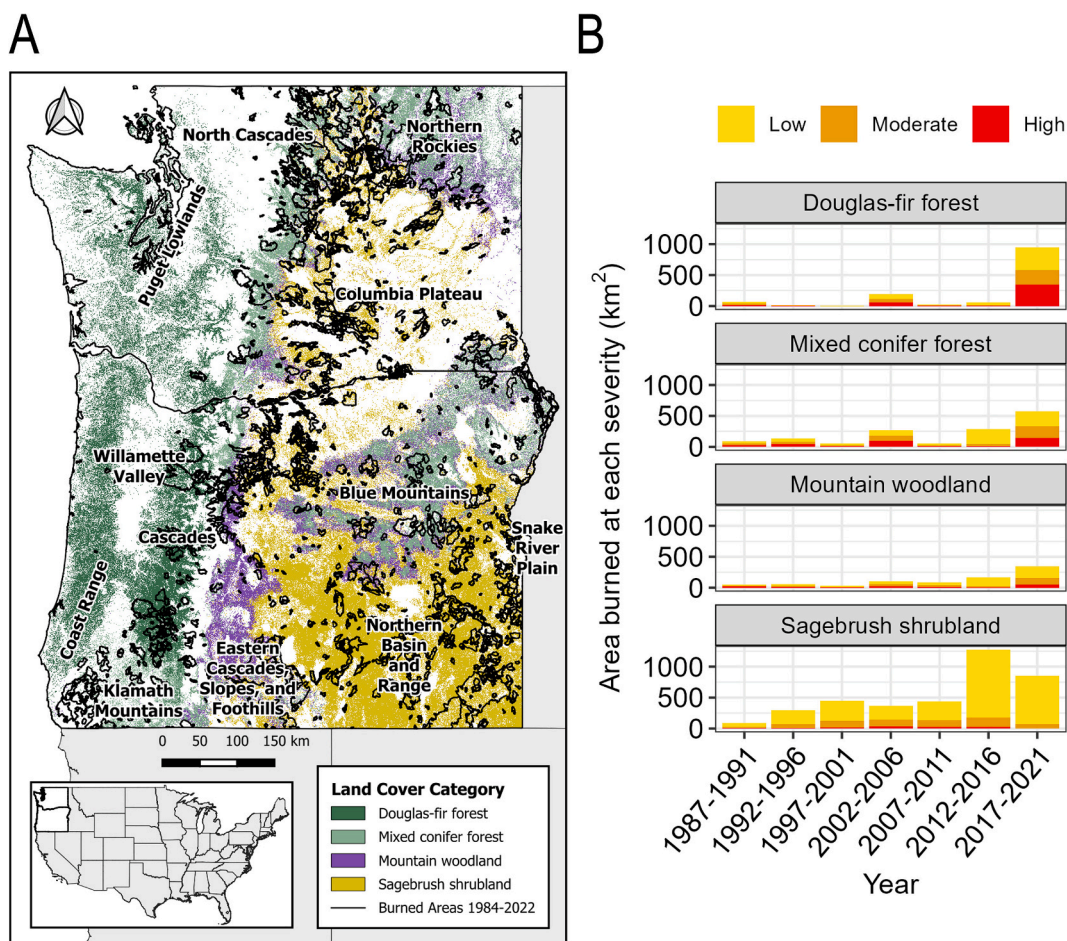 A
North Cascades
Northern
Rockies
Puget Lowlands
Columbia Plateau
Willamette
Valley
Blue Mountains
Cascades
Snake
River
Plain
Coast Range
Northern
Basin
and
Range
Eastern
Cascades
Slopes, and
Foothills
Klamath
Mountains
0 50 100 150 km
Land Cover Category
Douglas-fir forest
Mixed conifer forest
Mountain woodland
Sagebrush shrubland
Burned Areas 1984-2022
B
Low Moderate High
Area burned at each severity (km²)
Douglas-fir forest
1000
500
0
Mixed conifer forest
1000
500
0
Mountain woodland
1000
500
0
Sagebrush shrubland
1000
500
0
1987-1991
1992-1996
1997-2001
2002-2006
2007-2011
2012-2016
2017-2021
Year